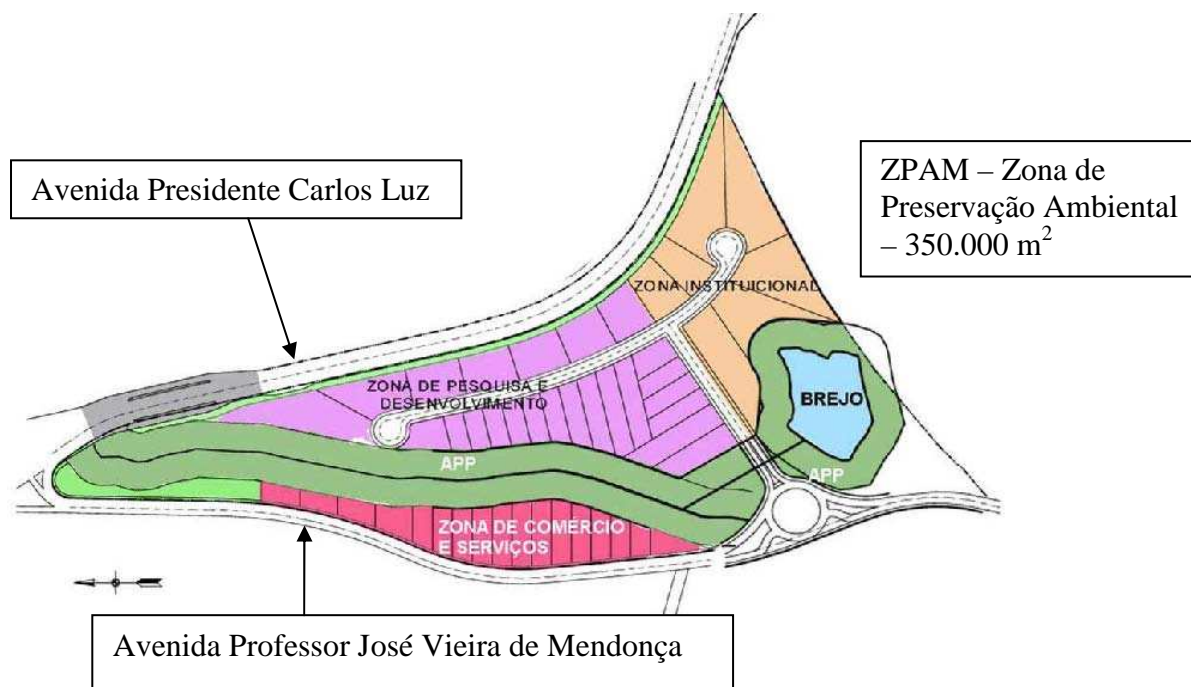 Avenida Presidente Carlos Luz
ZPAM – Zona de
Preservação Ambiental
– 350.000 m²
ZONA INSTITUICIONAL
ZONA DE PESQUISA E
DESENVOLVIMENTO
BREJO
APP
APP
ZONA DE COMÉRCIO
E SERVIÇOS
Avenida Professor José Vieira de Mendonça